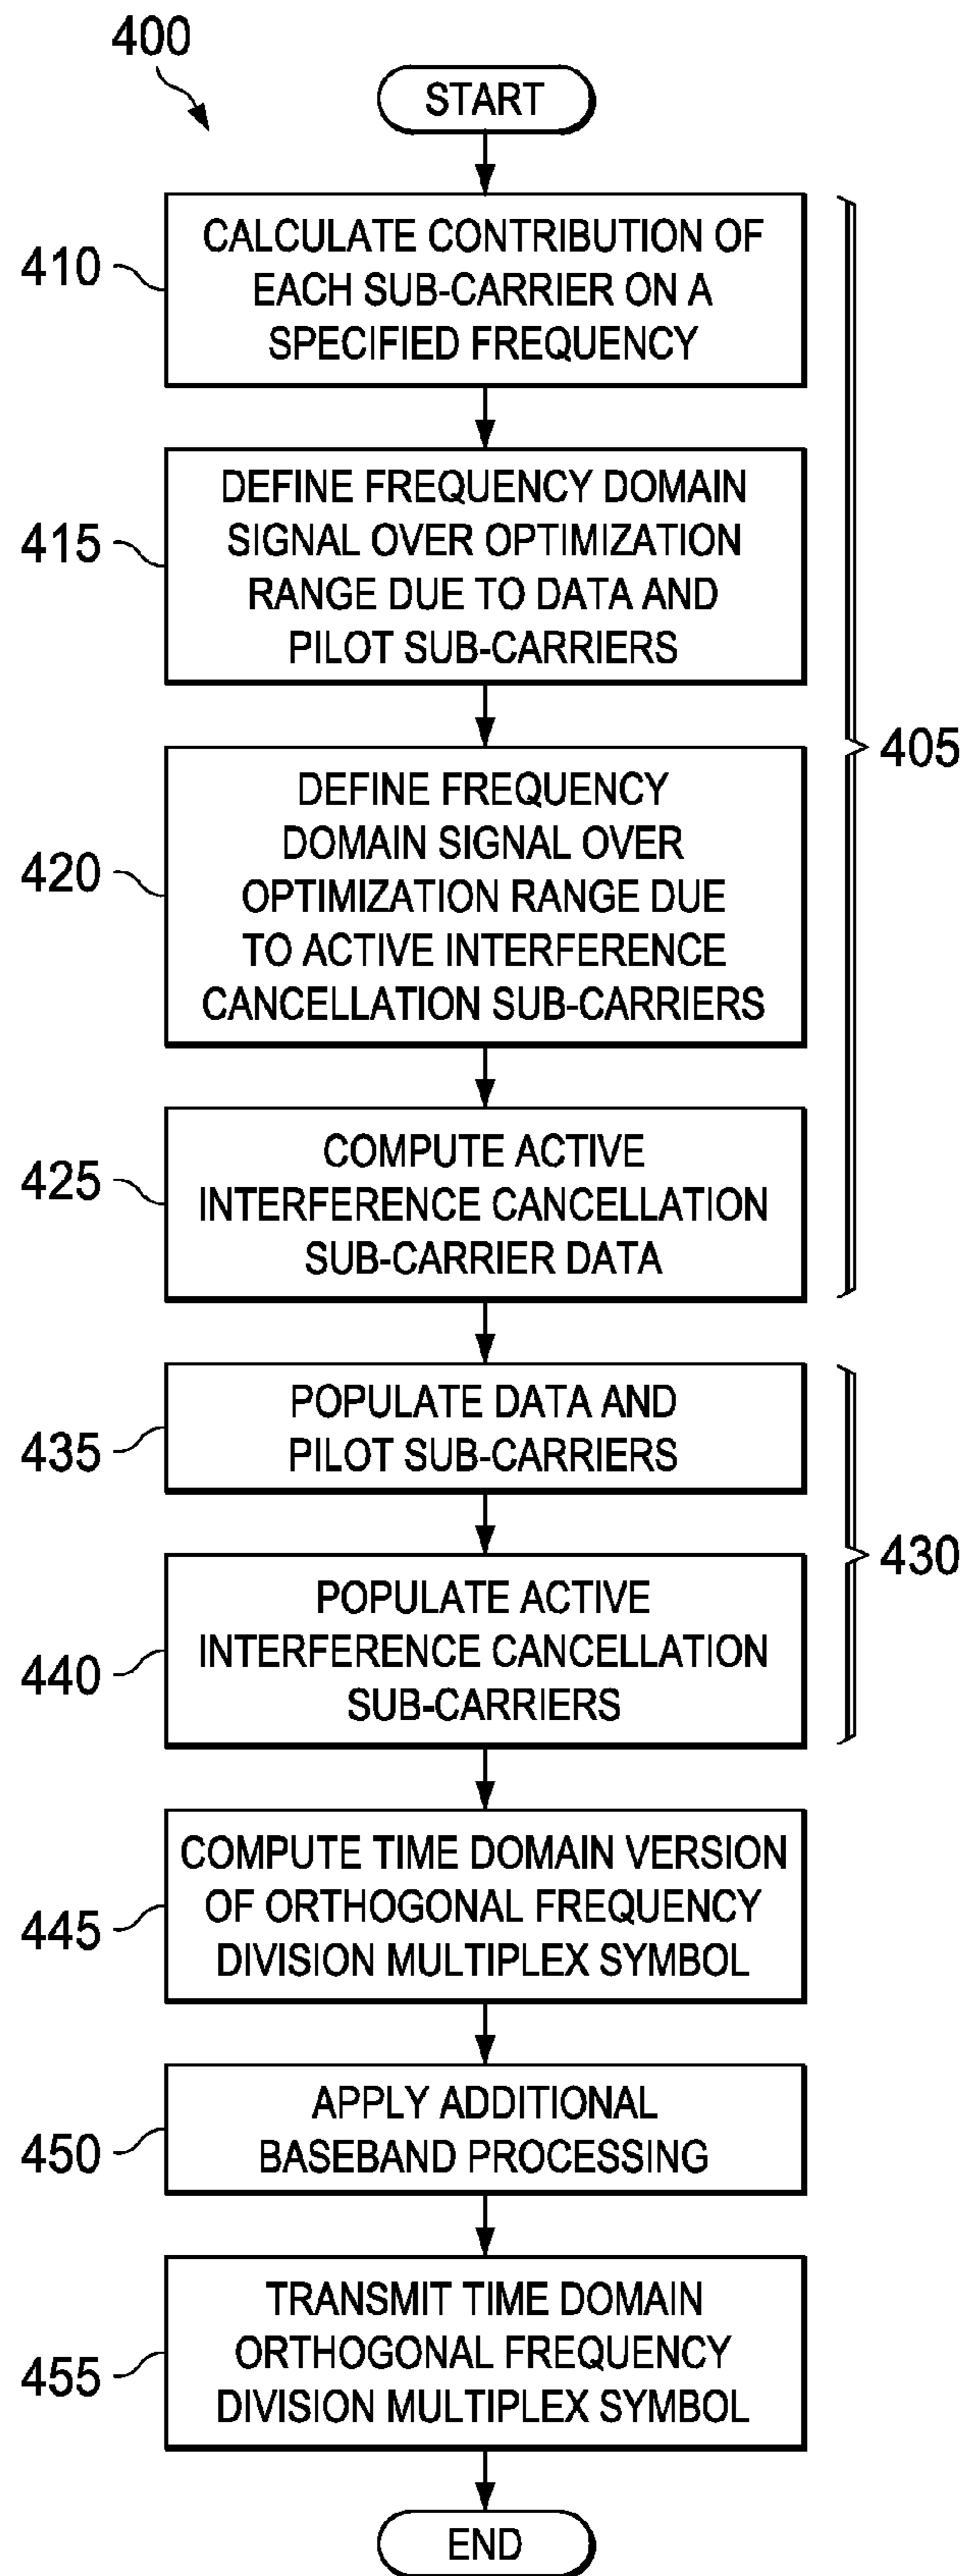 400
START
410
CALCULATE CONTRIBUTION OF
EACH SUB-CARRIER ON A
SPECIFIED FREQUENCY
415
DEFINE FREQUENCY DOMAIN
SIGNAL OVER OPTIMIZATION
RANGE DUE TO DATA AND
PILOT SUB-CARRIERS
405
420
DEFINE FREQUENCY
DOMAIN SIGNAL OVER
OPTIMIZATION RANGE DUE
TO ACTIVE INTERFERENCE
CANCELLATION SUB-CARRIERS
425
COMPUTE ACTIVE
INTERFERENCE CANCELLATION
SUB-CARRIER DATA
435
POPULATE DATA AND
PILOT SUB-CARRIERS
430
440
POPULATE ACTIVE
INTERFERENCE CANCELLATION
SUB-CARRIERS
445
COMPUTE TIME DOMAIN VERSION
OF ORTHOGONAL FREQUENCY
DIVISION MULTIPLEX SYMBOL
450
APPLY ADDITIONAL
BASEBAND PROCESSING
455
TRANSMIT TIME DOMAIN
ORTHOGONAL FREQUENCY
DIVISION MULTIPLEX SYMBOL
END